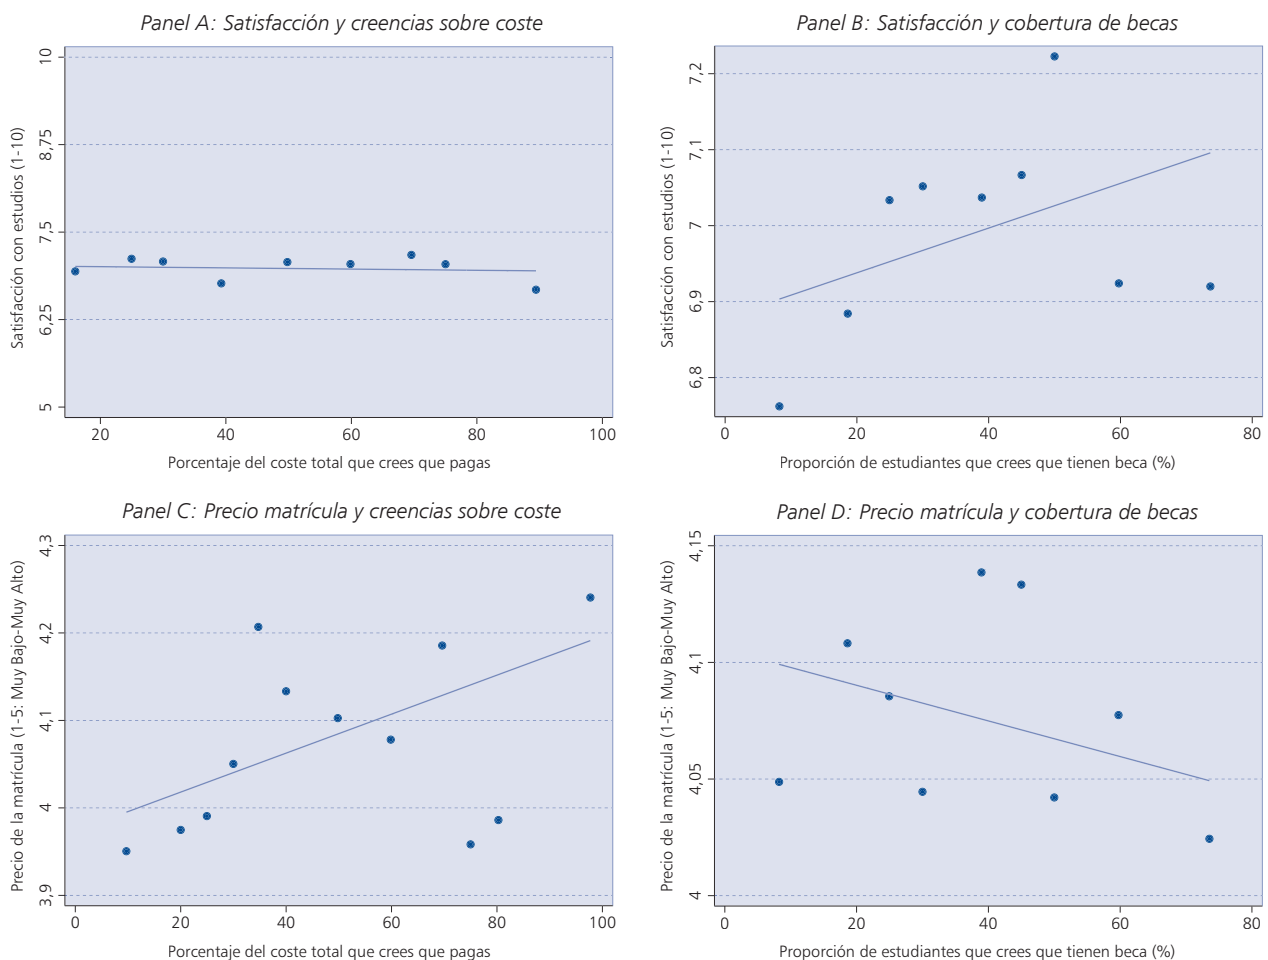 Panel A: Satisfacción y creencias sobre coste
Satisfacción con estudios (1-10)
10
8,75
7,5
6,25
5
20 40 60 80 100
Porcentaje del coste total que crees que pagas
Panel B: Satisfacción y cobertura de becas
Satisfacción con estudios (1-10)
7,2
7,1
7
6,9
6,8
0 20 40 60 80
Proporción de estudiantes que crees que tienen beca (%)
Panel C: Precio matrícula y creencias sobre coste
Precio de la matrícula (1-5: Muy Bajo-Muy Alto)
4,3
4,2
4,1
4
3,9
0 20 40 60 80 100
Porcentaje del coste total que crees que pagas
Panel D: Precio matrícula y cobertura de becas
Precio de la matrícula (1-5: Muy Bajo-Muy Alto)
4,15
4,1
4,05
4
0 20 40 60 80
Proporción de estudiantes que crees que tienen beca (%)